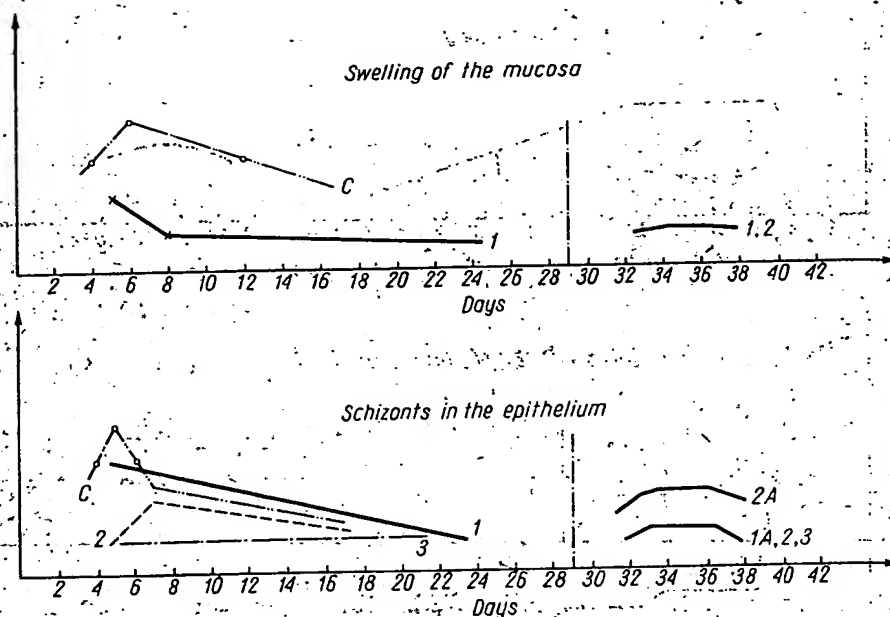 Swelling of the mucosa
C
1
1,2
2 4 6 8 10 12 14 16 18 20 22 24 26 28 30 32 34 36 38 40 42
Days
Schizonts in the epithelium
C
2
1
3
2A
1A,2,3
2 4 6 8 10 12 14 16 18 20 22 24 26 28 30 32 34 36 38 40 42
Days